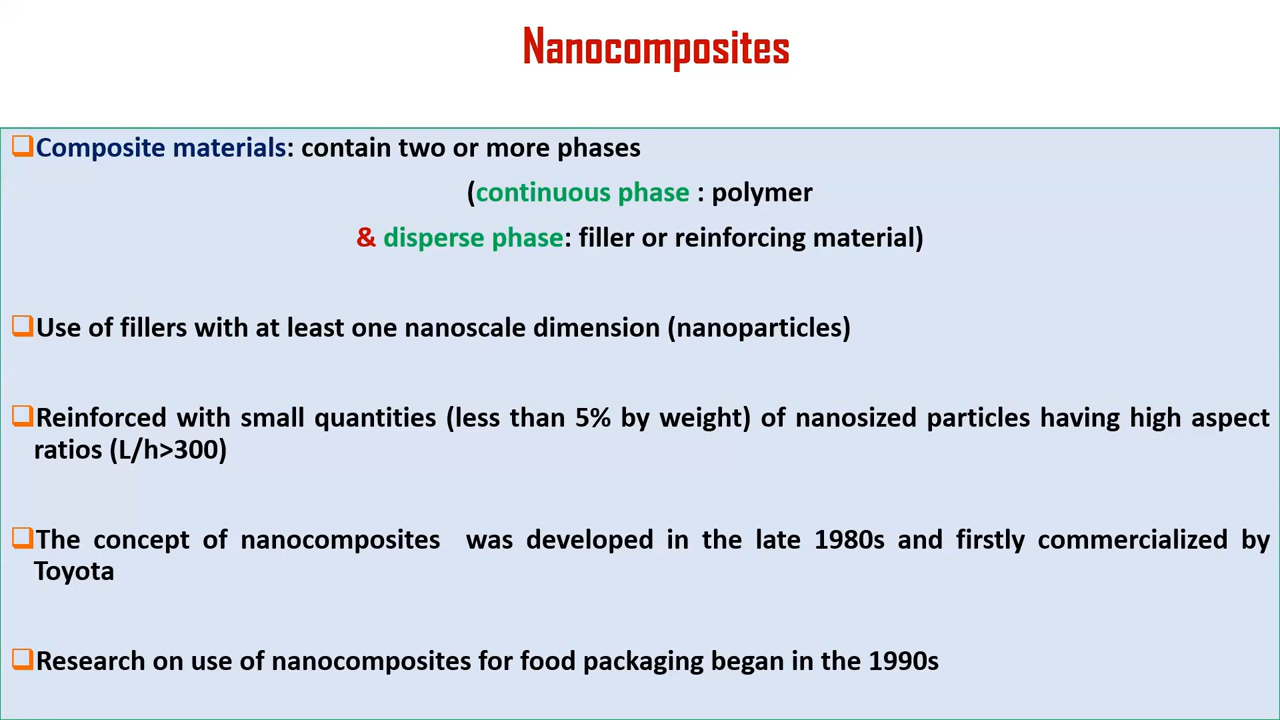 Nanocomposites
Composite materials: contain two or more phases
(continuous phase : polymer
& disperse phase: filler or reinforcing material)
Use of fillers with at least one nanoscale dimension (nanoparticles)
Reinforced with small quantities (less than 5% by weight) of nanosized particles having high aspect
ratios (L/h>300)
The concept of nanocomposites was developed in the late 1980s and firstly commercialized by
Toyota
Research on use of nanocomposites for food packaging began in the 1990s